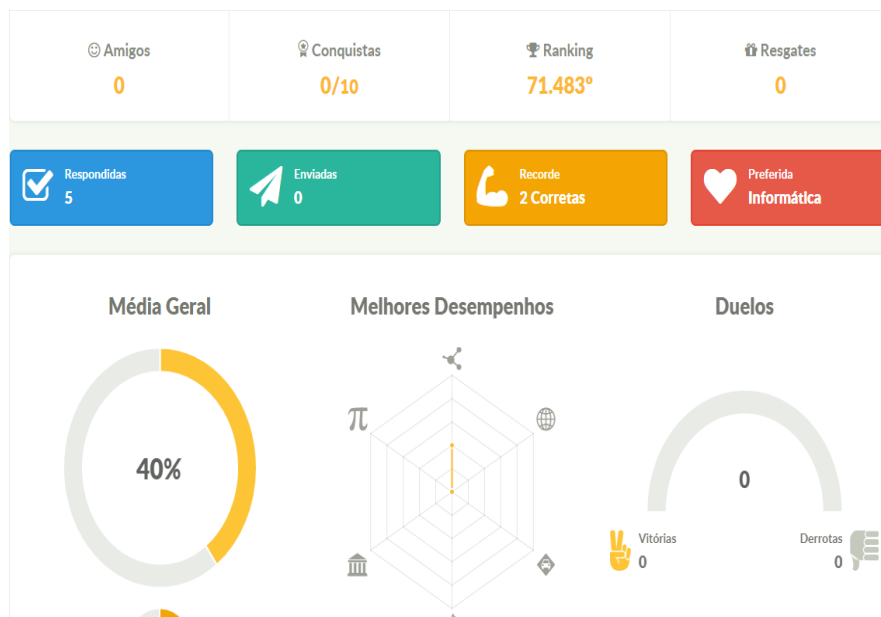 Amigos
0
Conquistas
0/10
Ranking
71.483º
Resgates
0
Respondidas
5
Enviadas
0
Recorde
2 Corretas
Preferida
Informática
Média Geral
40%
Melhores Desempenhos
π
Duelos
0
Vitórias
0
Derrotas
0